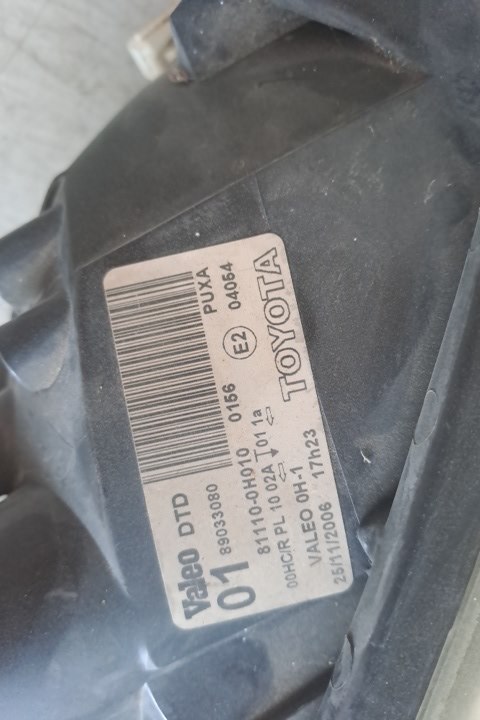 Valeo DTD
01 89033080
0156 PUXA
81110-0H010 E2 04054
00HC/R PL 10 02A 01 1a
TOYOTA
VALEO 0H-1
25/11/2006 17h23